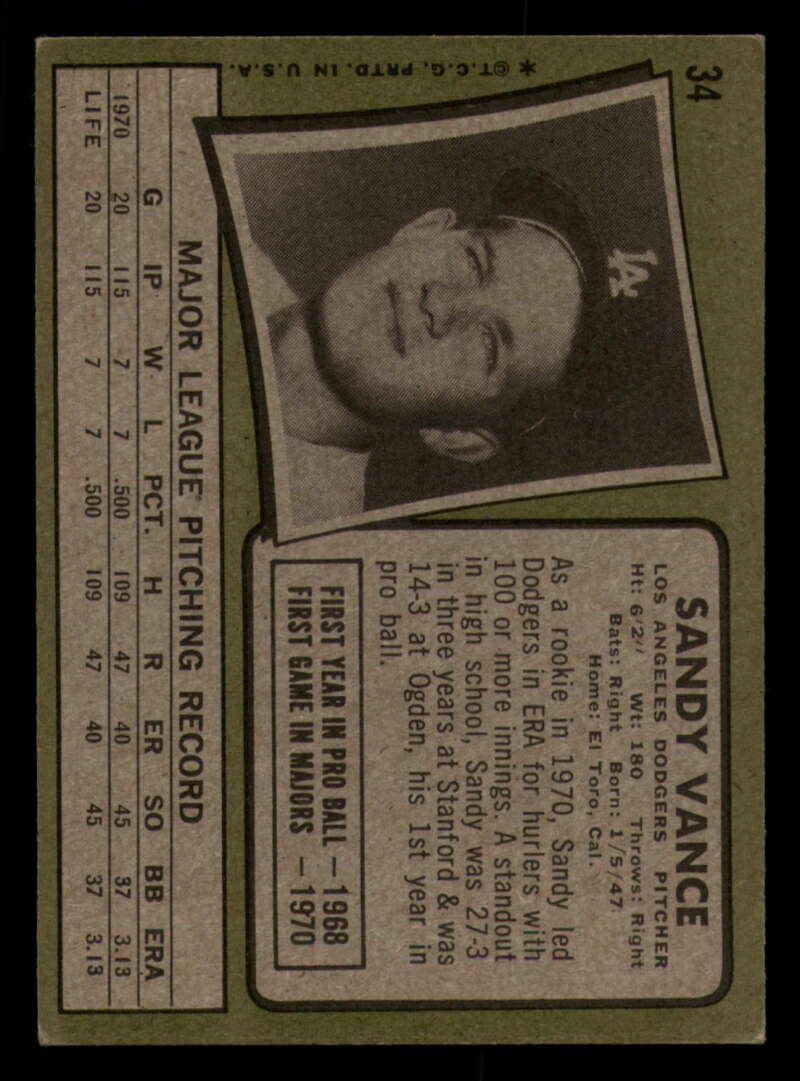 34
✶ ©T.C.G. PRTD. IN U.S.A.
LA
SANDY VANCE
LOS ANGELES DODGERS PITCHER
Ht: 6'2" Wt: 180 Throws: Right
Bats: Right Born: 1/5/47
Home: El Toro, Cal.
As a rookie in 1970, Sandy led
Dodgers in ERA for hurlers with
100 or more innings. A standout
in high school, Sandy was 27-3
in three years at Stanford & was
14-3 at Ogden, his 1st year in
pro ball.
FIRST YEAR IN PRO BALL – 1968
FIRST GAME IN MAJORS – 1970
MAJOR LEAGUE PITCHING RECORD
G IP W L PCT. H R ER SO BB ERA
1970 20 115 7 7 .500 109 47 40 45 37 3.13
LIFE 20 115 7 7 .500 109 47 40 45 37 3.13